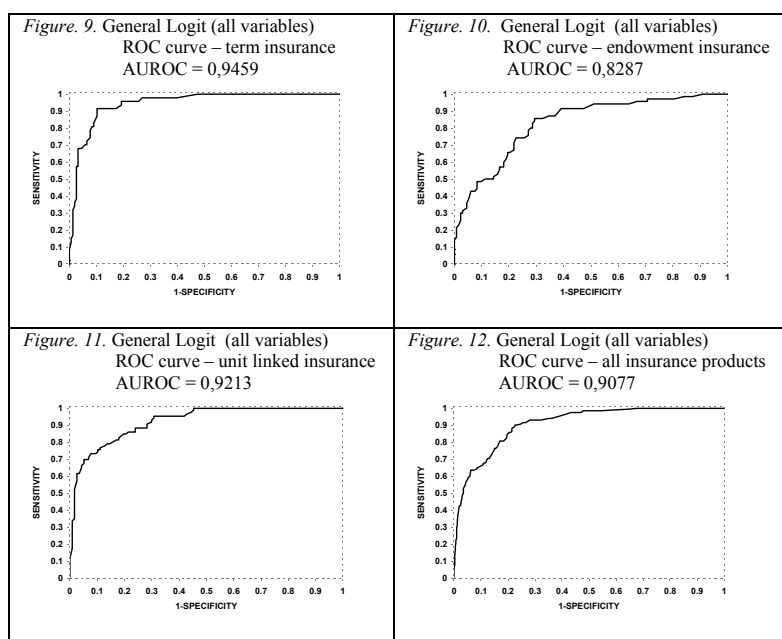 Figure. 9. General Logit (all variables)
ROC curve – term insurance
AUROC = 0,9459
1
0.9
0.8
0.7
0.6
0.5
0.4
0.3
0.2
0.1
0
SENSITIVITY
0 0.1 0.2 0.3 0.4 0.5 0.6 0.7 0.8 0.9 1
1-SPECIFICITY
Figure. 10. General Logit (all variables)
ROC curve – endowment insurance
AUROC = 0,8287
1
0.9
0.8
0.7
0.6
0.5
0.4
0.3
0.2
0.1
0
SENSITIVITY
0 0.1 0.2 0.3 0.4 0.5 0.6 0.7 0.8 0.9 1
1-SPECIFICITY
Figure. 11. General Logit (all variables)
ROC curve – unit linked insurance
AUROC = 0,9213
1
0.9
0.8
0.7
0.6
0.5
0.4
0.3
0.2
0.1
0
SENSITIVITY
0 0.1 0.2 0.3 0.4 0.5 0.6 0.7 0.8 0.9 1
1-SPECIFICITY
Figure. 12. General Logit (all variables)
ROC curve – all insurance products
AUROC = 0,9077
1
0.9
0.8
0.7
0.6
0.5
0.4
0.3
0.2
0.1
0
SENSITIVITY
0 0.1 0.2 0.3 0.4 0.5 0.6 0.7 0.8 0.9 1
1-SPECIFICITY